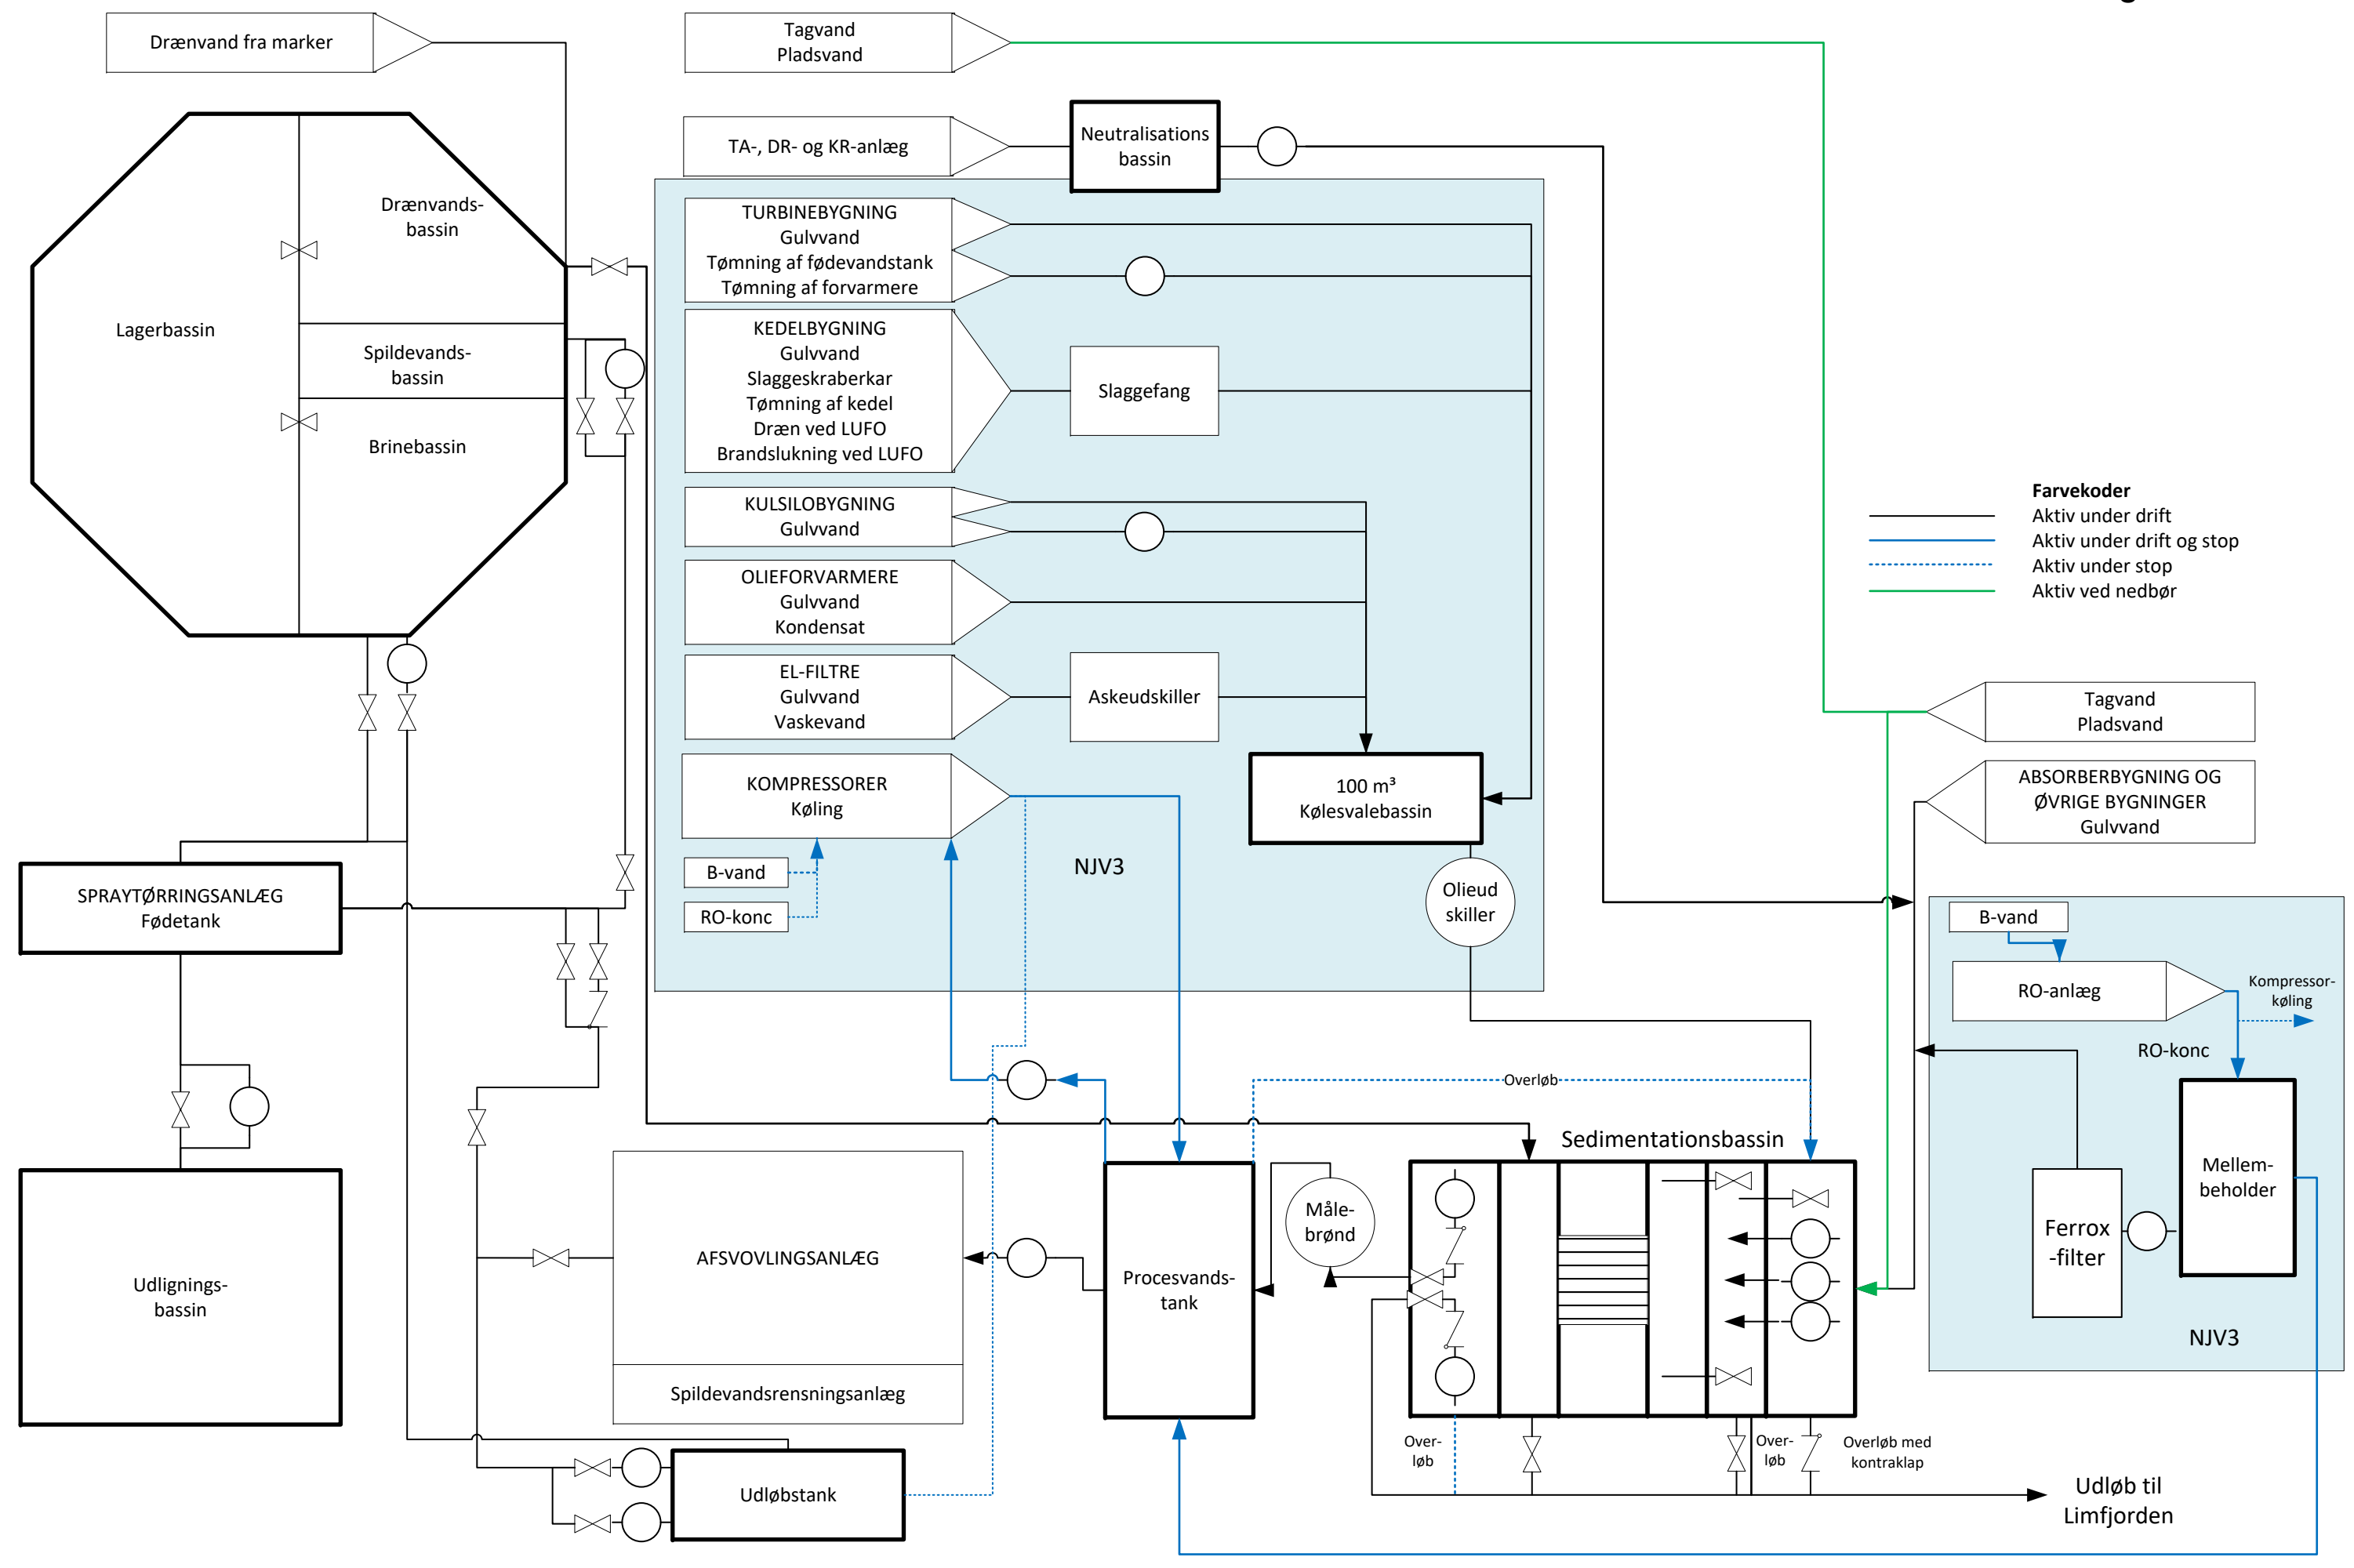 Drænvand fra marker
Tagvand
Pladsvand
TA-, DR- og KR-anlæg
Neutralisations
bassin
Drænvands-
bassin
Lagerbassin
Spildevands-
bassin
Brinebassin
TURBINEBYGNING
Gulvvand
Tømning af fødevandstank
Tømning af forvarmere
KEDELBYGNING
Gulvvand
Slaggeskraberkar
Tømning af kedel
Dræn ved LUFO
Brandslukning ved LUFO
Slaggefang
KULSILOBYGNING
Gulvvand
OLIEFORVARMERE
Gulvvand
Kondensat
EL-FILTRE
Gulvvand
Vaskevand
Askeudskiller
KOMPRESSORER
Køling
100 m³
Kølesvalebassin
B-vand
RO-konc
NJV3
Olieud
skiller
Farvekoder
Aktiv under drift
Aktiv under drift og stop
Aktiv under stop
Aktiv ved nedbør
Tagvand
Pladsvand
ABSORBERBYGNING OG
ØVRIGE BYGNINGER
Gulvvand
B-vand
RO-anlæg
Kompressor-
køling
RO-konc
Mellem-
beholder
Ferrox
-filter
NJV3
SPRAYTØRRINGSANLÆG
Fødetank
Udlignings-
bassin
AFSVOVLINGSANLÆG
Spildevandsrensningsanlæg
Udløbstank
Procesvands-
tank
Overløb
Måle-
brønd
Sedimentationsbassin
Over-
løb
Over-
løb
Overløb med
kontraklap
Udløb til
Limfjorden